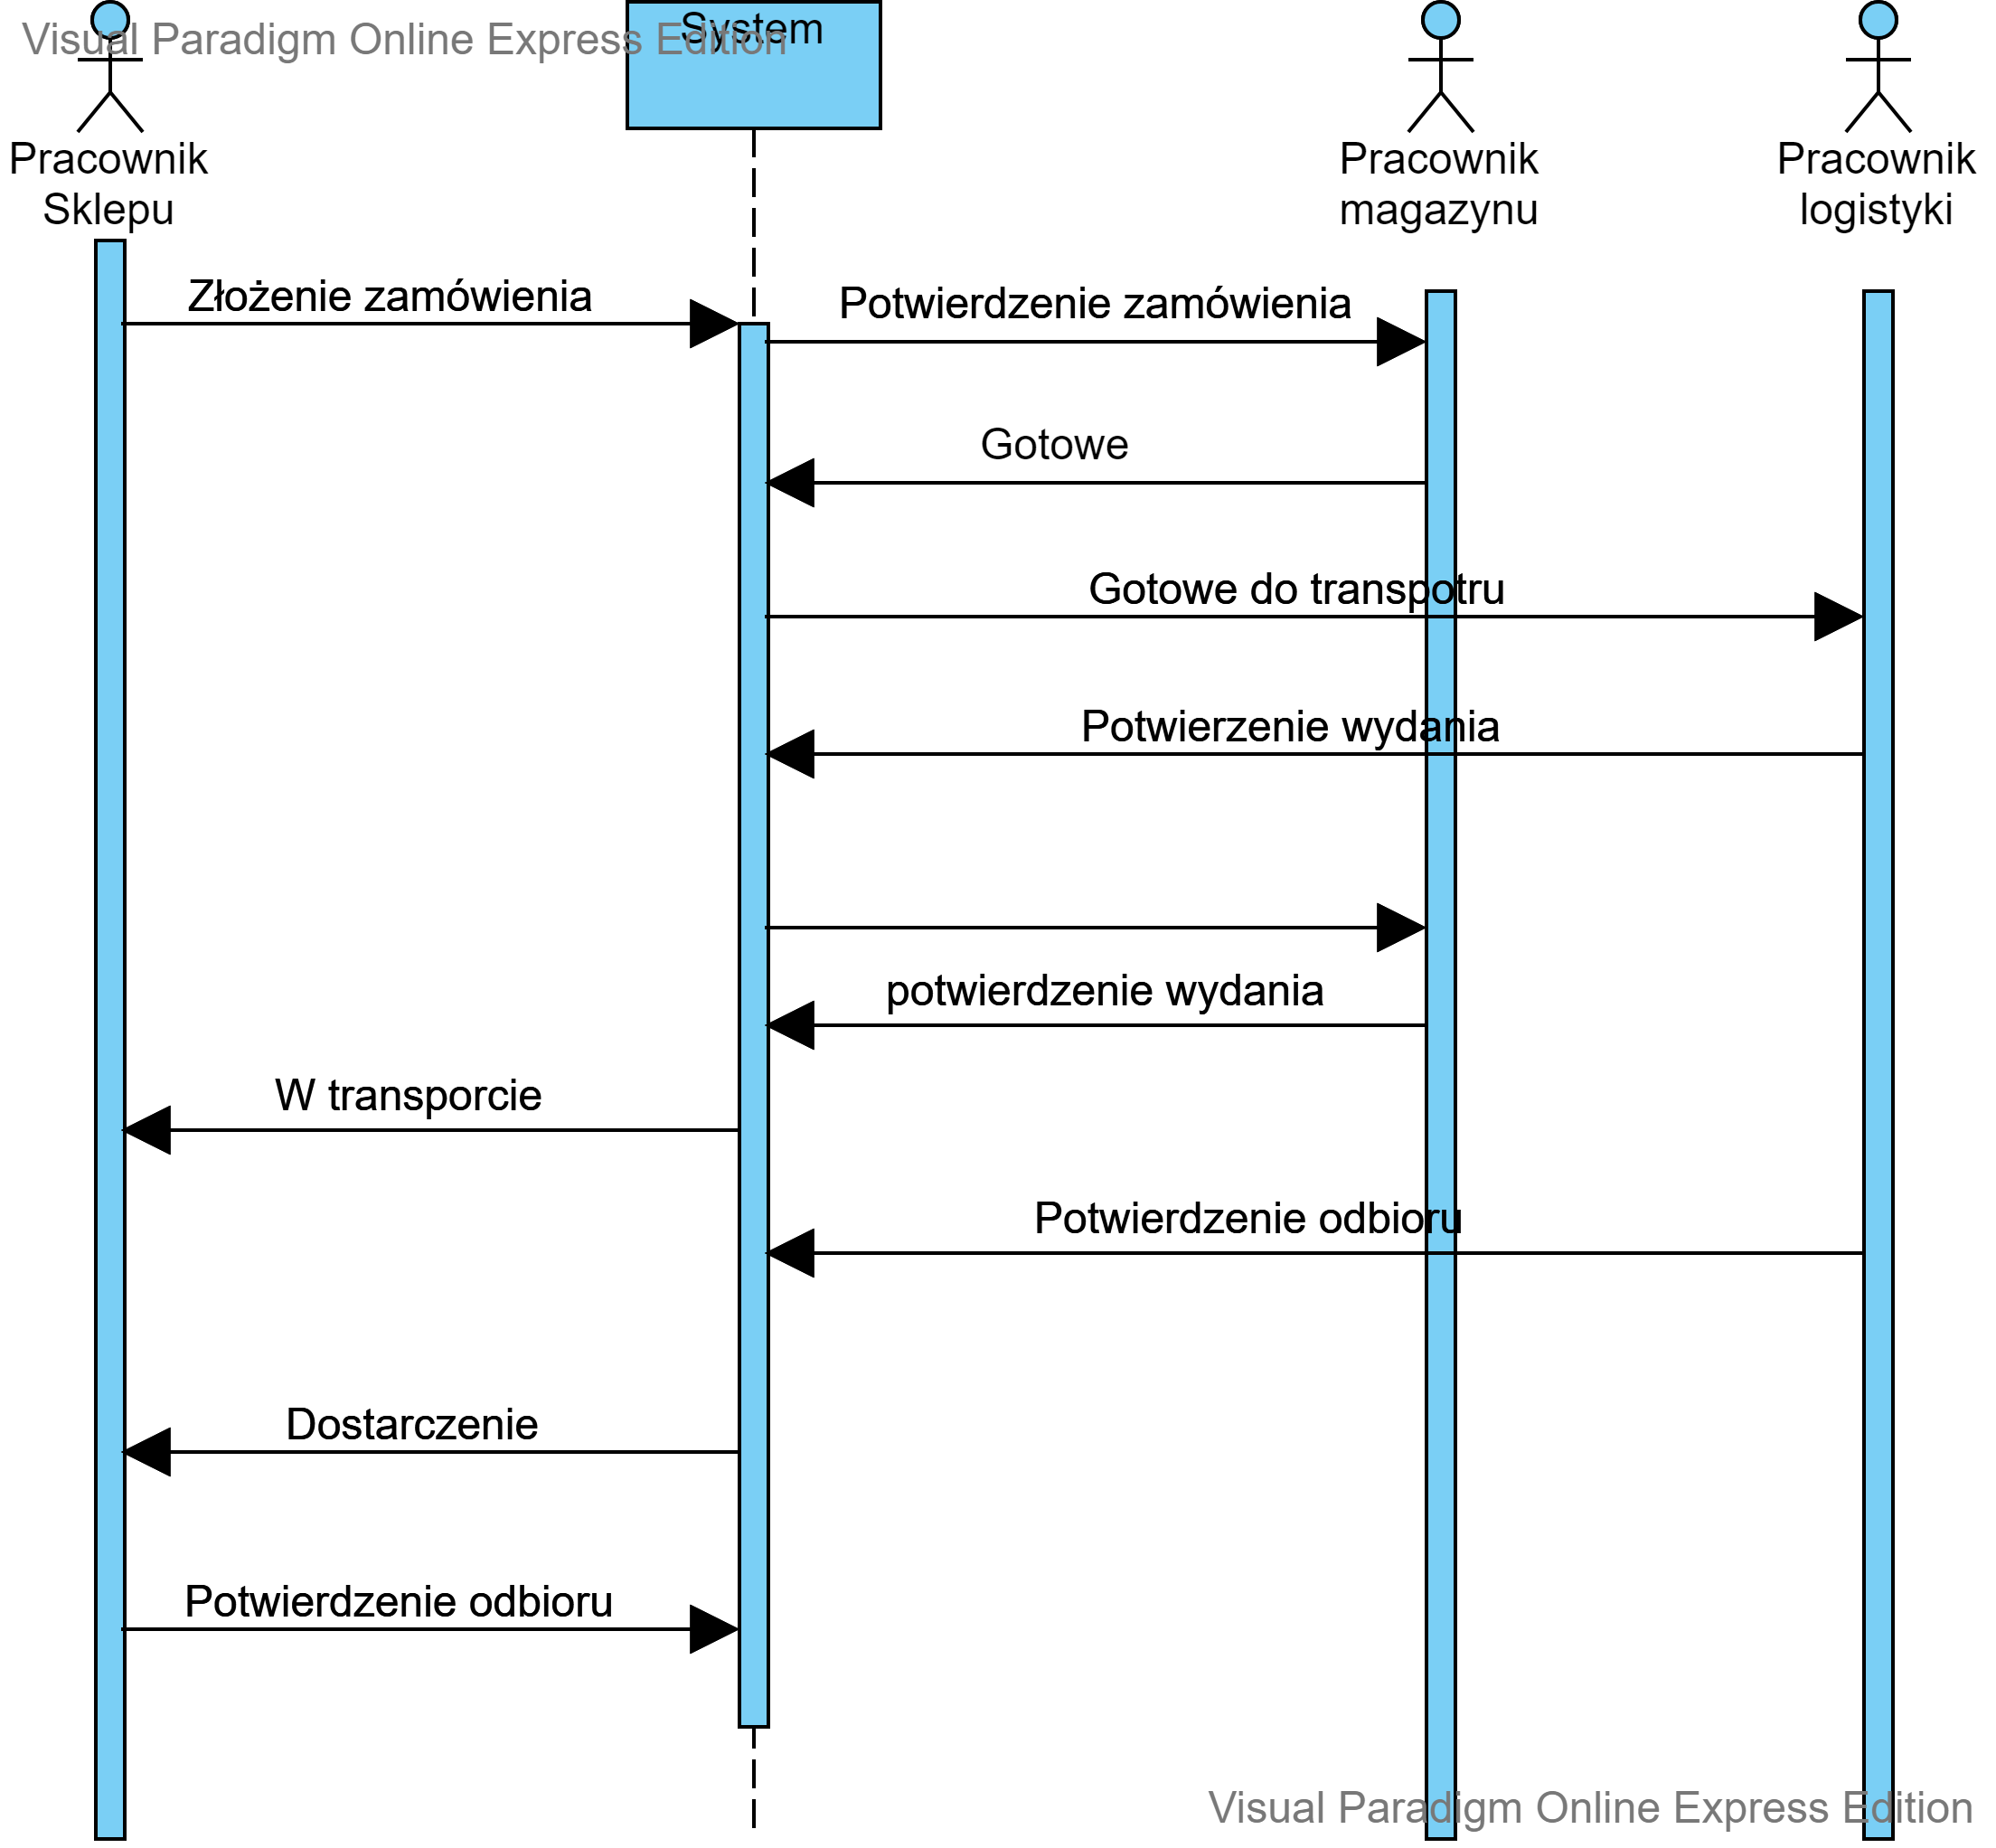 Visual Paradigm Online Express Edition
System
Pracownik
Sklepu
Pracownik
magazynu
Pracownik
logistyki
Złożenie zamówienia
Potwierdzenie zamówienia
Gotowe
Gotowe do transpotru
Potwierzenie wydania
potwierdzenie wydania
W transporcie
Potwierdzenie odbioru
Dostarczenie
Potwierdzenie odbioru
Visual Paradigm Online Express Edition